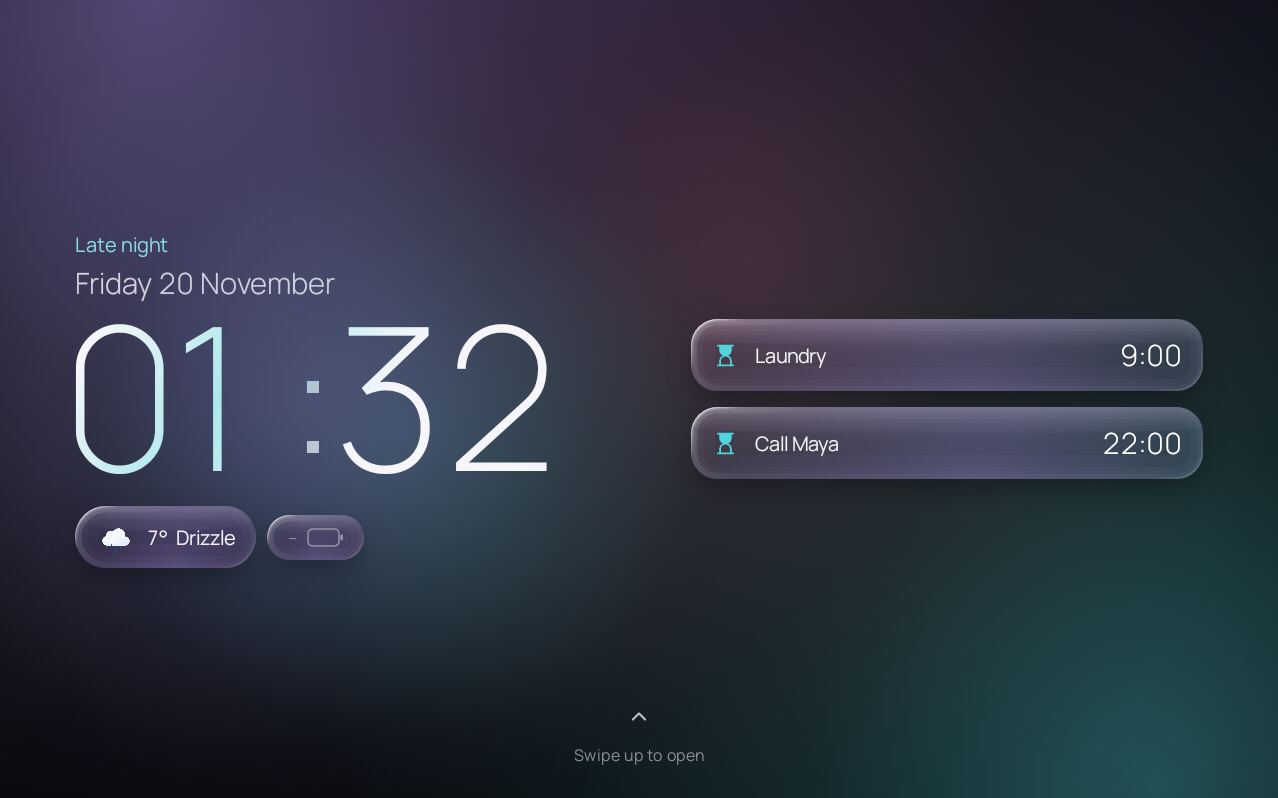 Late night
Friday 20 November
01:32
7° Drizzle
–
Laundry 9:00
Call Maya 22:00
Swipe up to open